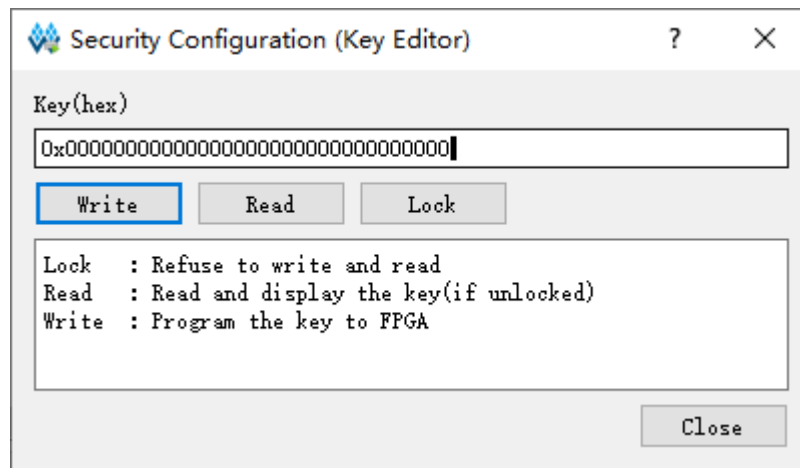 Security Configuration (Key Editor) ?
Key(hex)
0x00000000000000000000000000000000
Write Read Lock
Lock : Refuse to write and read
Read : Read and display the key(if unlocked)
Write : Program the key to FPGA
Close